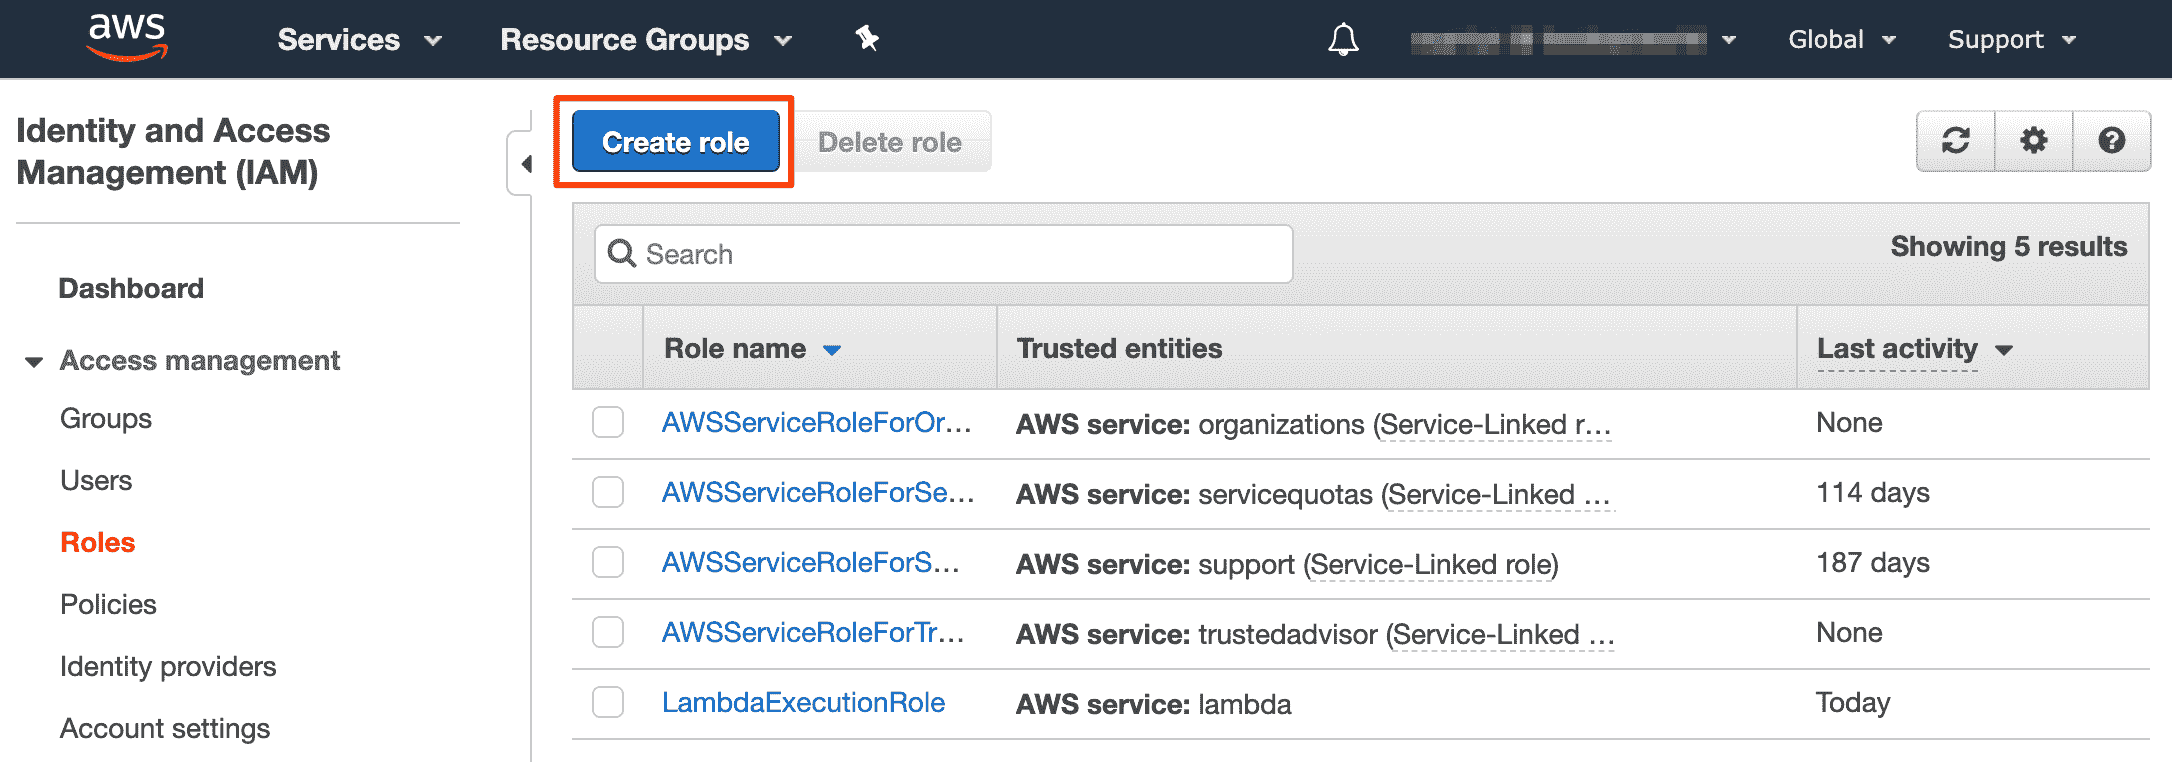 aws Services Resource Groups Global Support
Identity and Access
Management (IAM)
Create role Delete role
Search
Showing 5 results
Dashboard
Access management
Groups
Users
Roles
Policies
Identity providers
Account settings
Role name Trusted entities Last activity
AWSServiceRoleForOr... AWS service: organizations (Service-Linked r... None
AWSServiceRoleForSe... AWS service: servicequotas (Service-Linked ... 114 days
AWSServiceRoleForS... AWS service: support (Service-Linked role) 187 days
AWSServiceRoleForTr... AWS service: trustedadvisor (Service-Linked ... None
LambdaExecutionRole AWS service: lambda Today